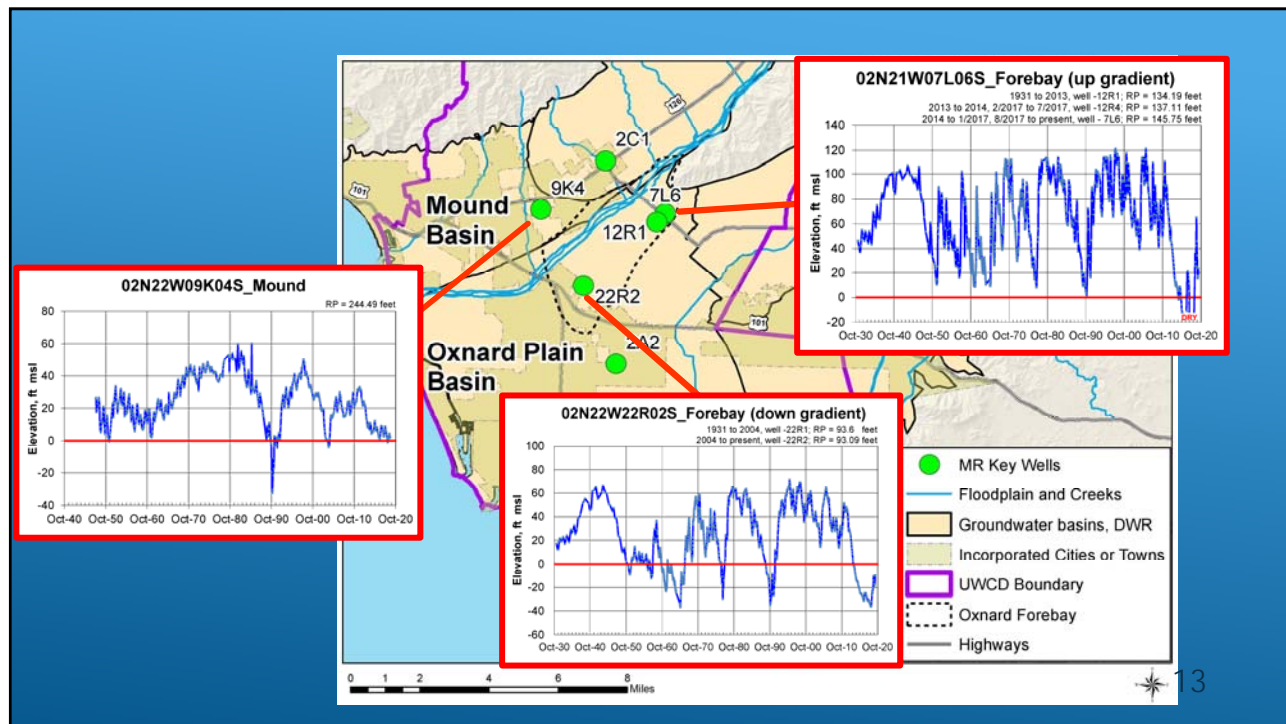 02N21W07L06S_Forebay (up gradient)
1931 to 2013, well -12R1; RP = 134.19 feet
2013 to 2014, 2/2017 to 7/2017, well -12R4; RP = 137.11 feet
2014 to 1/2017, 8/2017 to present, well - 7L6; RP = 145.75 feet
Elevation, ft msl
140
120
100
80
60
40
20
0
-20
DRY
Oct-30 Oct-40 Oct-50 Oct-60 Oct-70 Oct-80 Oct-90 Oct-00 Oct-10 Oct-20
126
2C1
101
9K4
7L6
Mound
Basin
12R1
22R2
101
2A2
Oxnard Plain
Basin
02N22W09K04S_Mound
RP = 244.49 feet
Elevation, ft msl
80
60
40
20
0
-20
-40
Oct-40 Oct-50 Oct-60 Oct-70 Oct-80 Oct-90 Oct-00 Oct-10 Oct-20
02N22W22R02S_Forebay (down gradient)
1931 to 2004, well -22R1; RP = 93.6 feet
2004 to present, well -22R2; RP = 93.09 feet
Elevation, ft msl
100
80
60
40
20
0
-20
-40
-60
Oct-30 Oct-40 Oct-50 Oct-60 Oct-70 Oct-80 Oct-90 Oct-00 Oct-10 Oct-20
MR Key Wells
Floodplain and Creeks
Groundwater basins, DWR
Incorporated Cities or Towns
UWCD Boundary
Oxnard Forebay
Highways
0 1 2 4 6 8
Miles
13